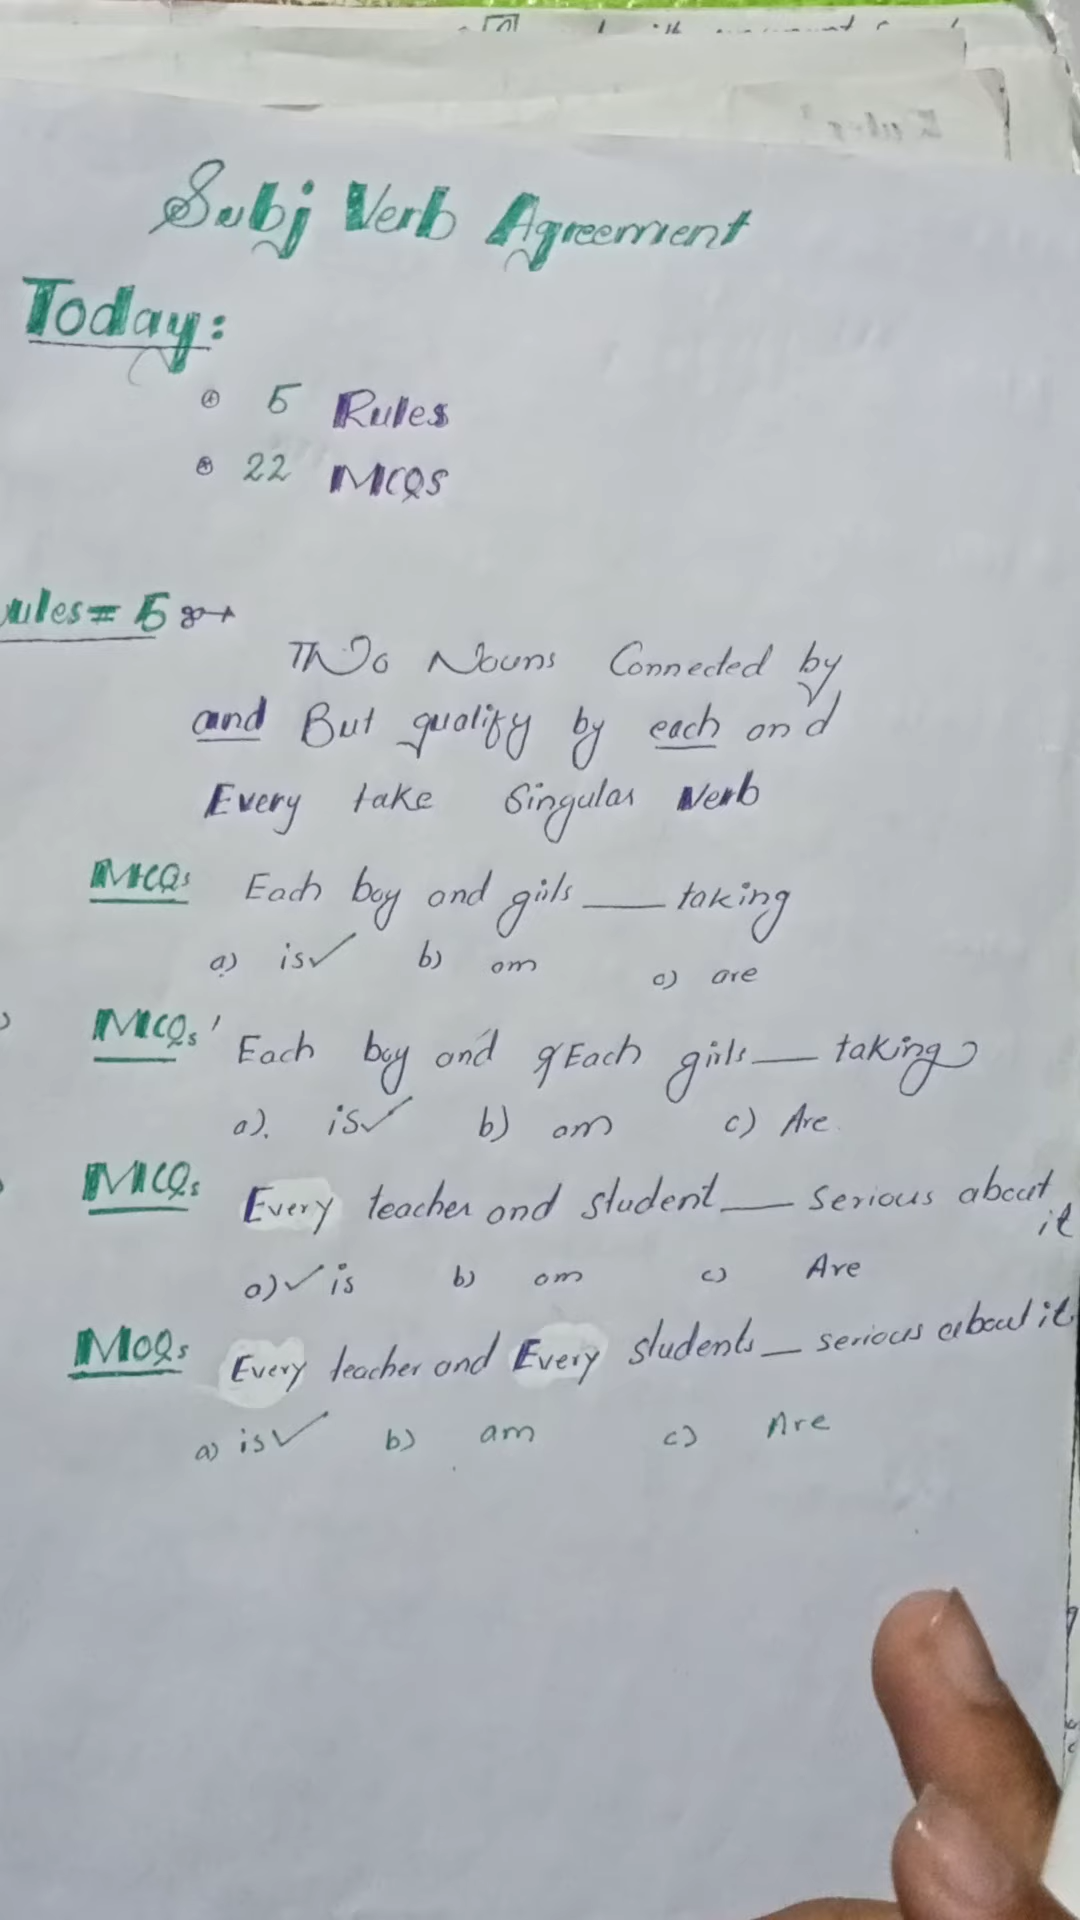 Subj Verb Agreement
Today:
5 Rules
22 MCQS
ules = 5
Two Nouns Connected by
and But qualify by each and
Every take Singular Verb
MCQs Each boy and girls ___ taking
a) is✓ b) am c) are
MCQs Each boy and Each girls ___ taking
a). is✓ b) am c) Are
MCQs Every teacher and student ___ serious about it
a)✓ is b) am c) Are
MCQs Every teacher and Every students _ serious about it
a) is✓ b) am c) Are